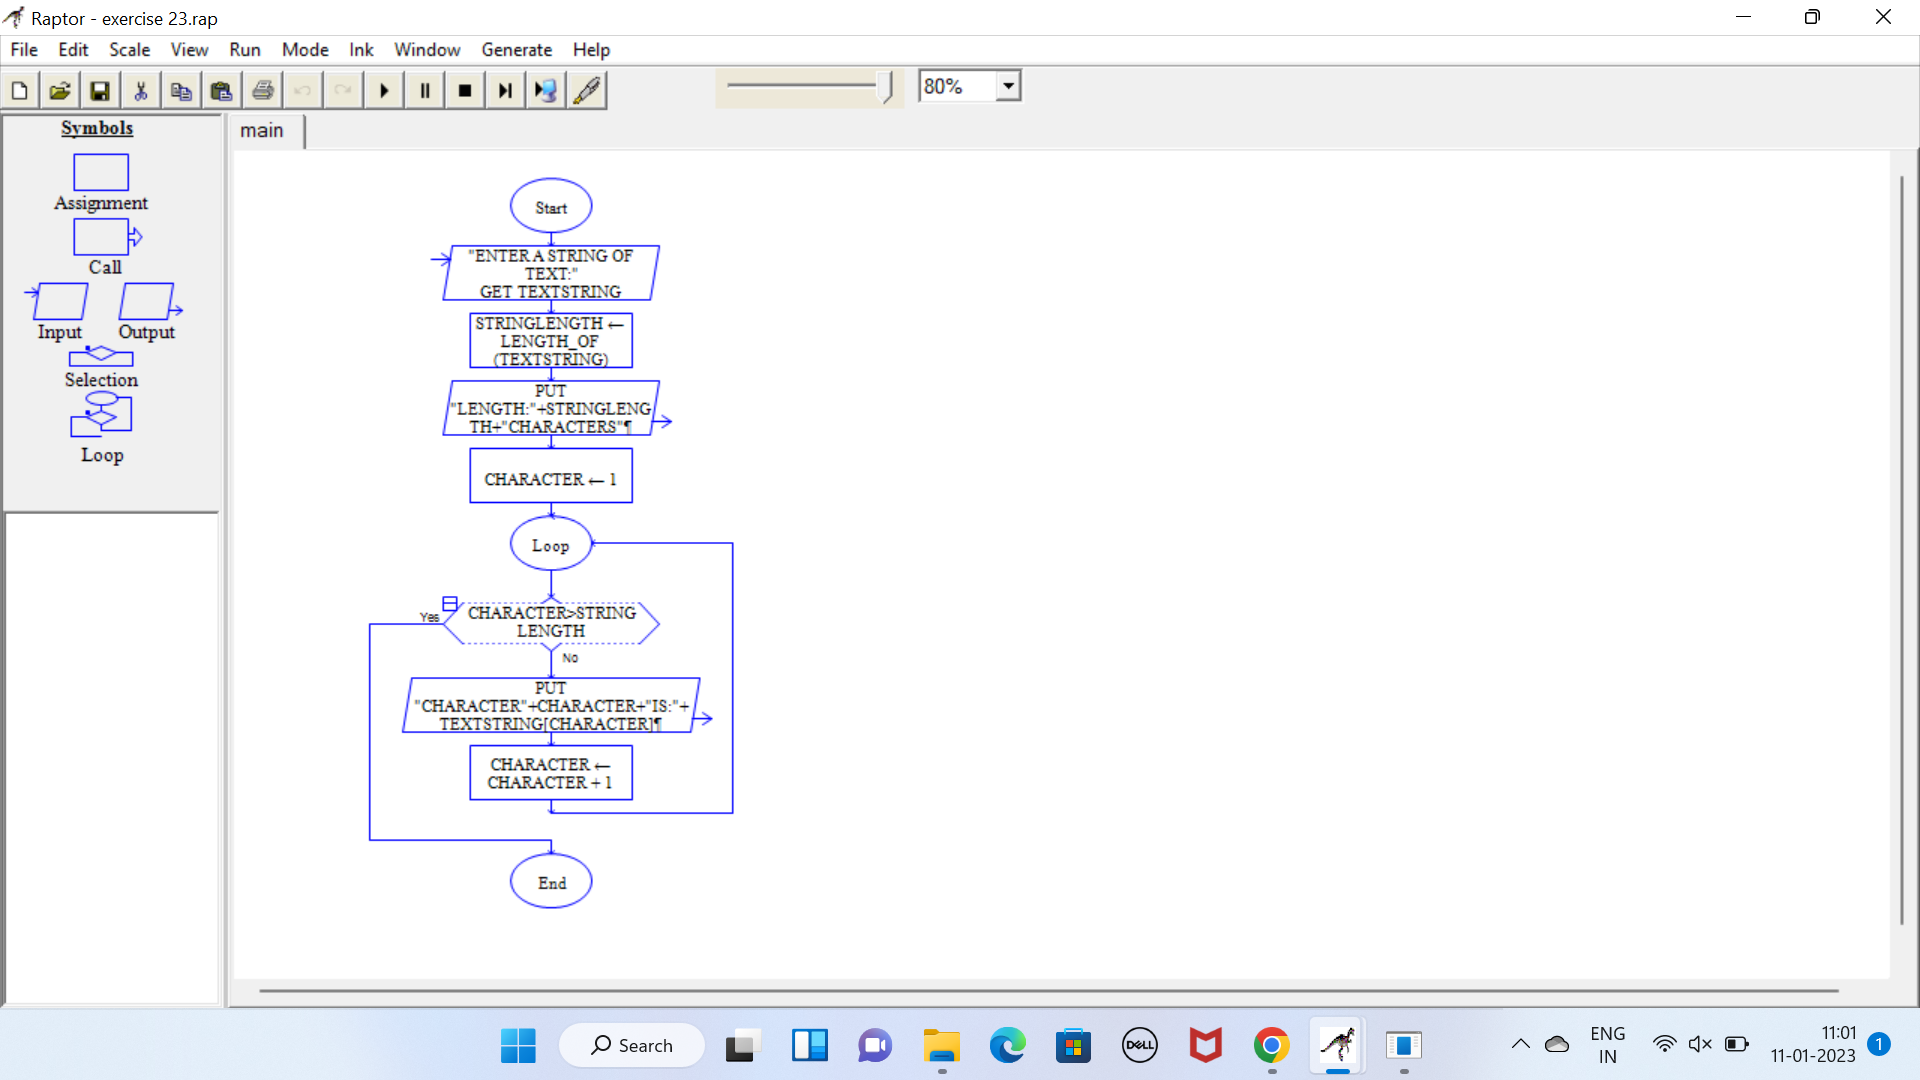 Raptor - exercise 23.rap
File Edit Scale View Run Mode Ink Window Generate Help
80%
Symbols
Assignment
Call
Input Output
Selection
Loop
main
Start
"ENTER A STRING OF
TEXT:"
GET TEXTSTRING
STRINGLENGTH ←
LENGTH_OF
(TEXTSTRING)
PUT
"LENGTH:"+STRINGLENG
TH+"CHARACTERS"¶
CHARACTER ← 1
Loop
Yes
CHARACTER>STRING
LENGTH
No
PUT
"CHARACTER"+CHARACTER+"IS:"+
TEXTSTRING[CHARACTER]¶
CHARACTER ←
CHARACTER + 1
End
Search
DELL
ENG
IN
11:01
11-01-2023
1